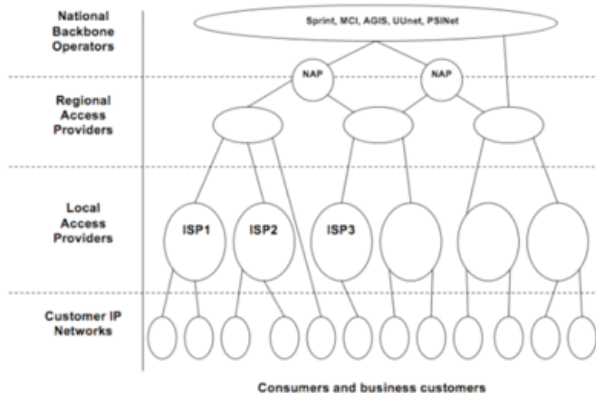 National
Backbone
Operators
Sprint, MCI, AGIS, UUnet, PSINet
NAP
NAP
Regional
Access
Providers
Local
Access
Providers
ISP1
ISP2
ISP3
Customer IP
Networks
Consumers and business customers